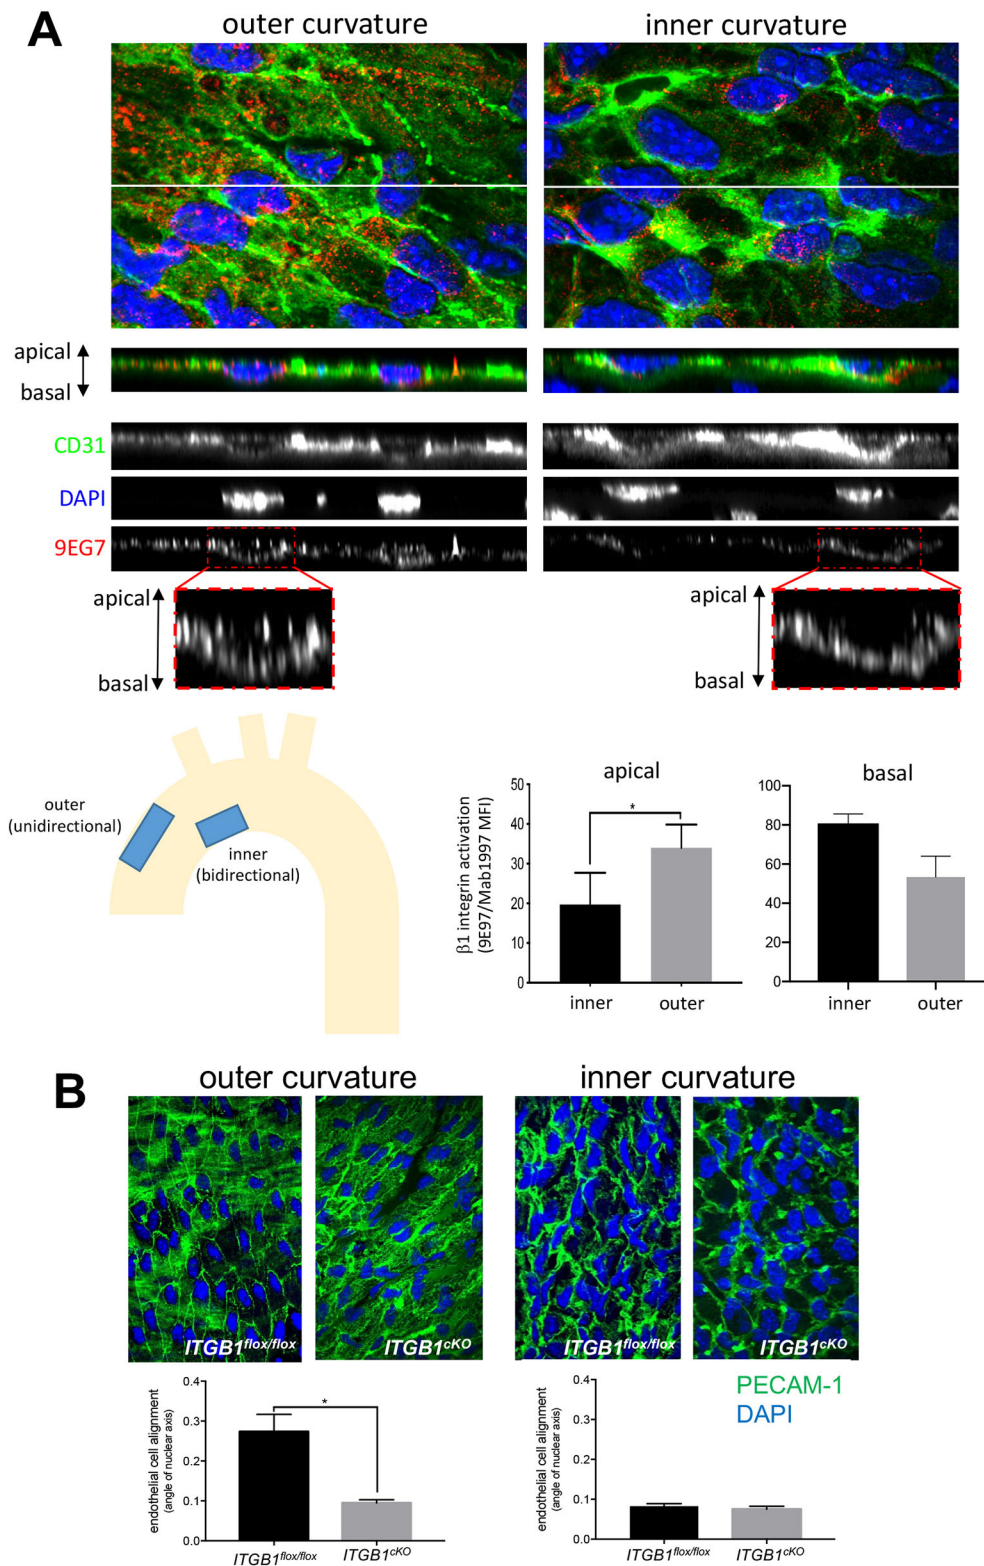 A
outer curvature
inner curvature
apical
basal
CD31
DAPI
9EG7
apical
basal
apical
basal
outer
(unidirectional)
inner
(bidirectional)
β1 integrin activation
(9E97/Mab1997 MFI)
apical
50
40
30
20
10
0
*
inner
outer
basal
100
80
60
40
20
0
inner
outer
B
outer curvature
inner curvature
ITGB1flox/flox
ITGB1cKO
ITGB1flox/flox
ITGB1cKO
endothelial cell alignment
(angle of nuclear axis)
0.4
0.3
0.2
0.1
0.0
*
ITGB1flox/flox
ITGB1cKO
PECAM-1
DAPI
endothelial cell alignment
(angle of nuclear axis)
0.4
0.3
0.2
0.1
0.0
ITGB1flox/flox
ITGB1cKO